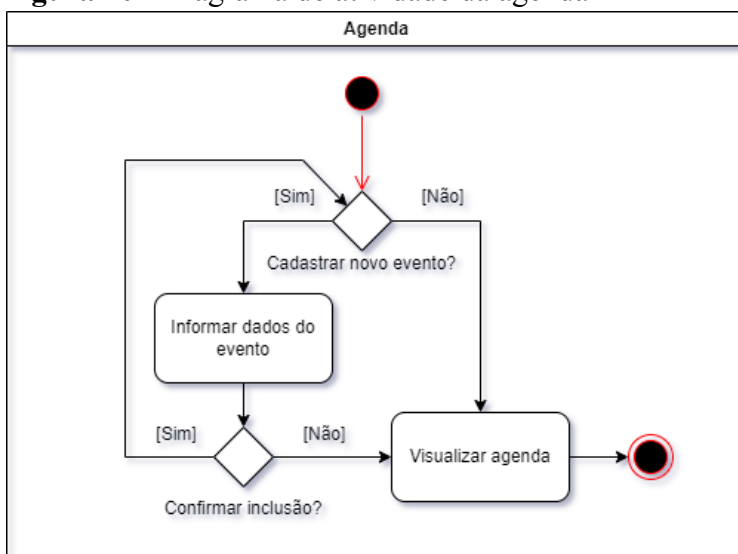 Agenda
[Sim]
[Não]
Cadastrar novo evento?
Informar dados do
evento
[Sim]
[Não]
Visualizar agenda
Confirmar inclusão?